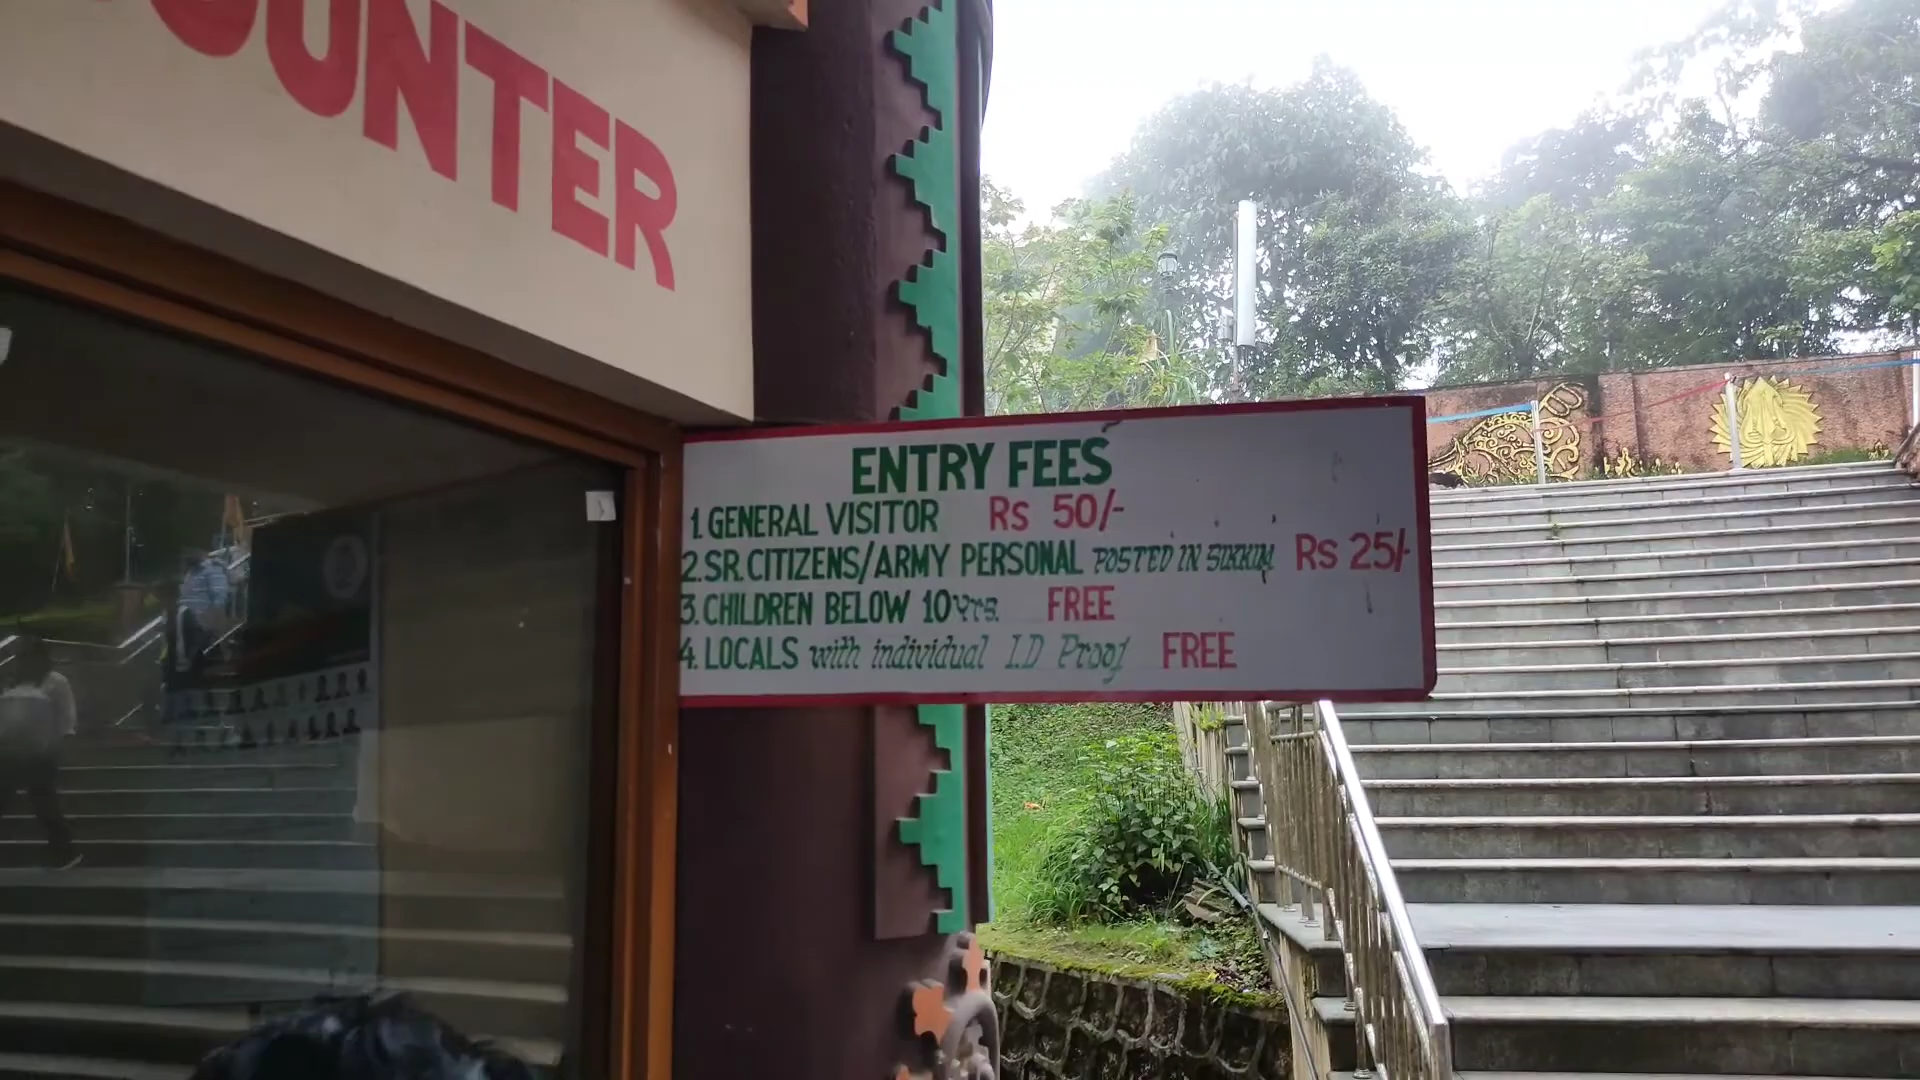 OUNTER
ENTRY FEES
1. GENERAL VISITOR Rs 50/-
2. SR. CITIZENS/ARMY PERSONAL POSTED IN SIKKIM Rs 25/-
3. CHILDREN BELOW 10 Yrs. FREE
4. LOCALS with individual I.D Proof FREE